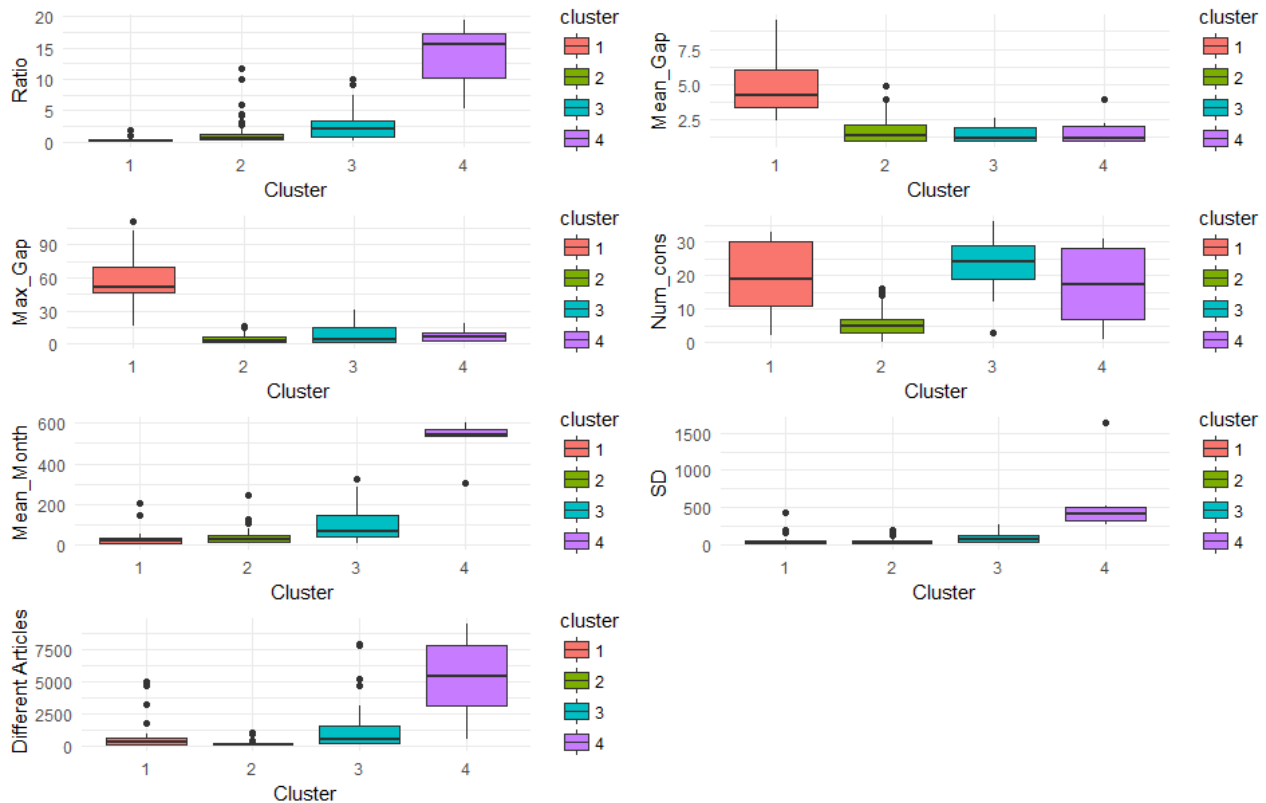 Ratio
20
15
10
5
0
1 2 3 4
Cluster
cluster
1
2
3
4
Mean_Gap
7.5
5.0
2.5
1 2 3 4
Cluster
cluster
1
2
3
4
Max_Gap
90
60
30
0
1 2 3 4
Cluster
cluster
1
2
3
4
Num_cons
30
20
10
0
1 2 3 4
Cluster
cluster
1
2
3
4
Mean_Month
600
400
200
0
1 2 3 4
Cluster
cluster
1
2
3
4
SD
1500
1000
500
0
1 2 3 4
Cluster
cluster
1
2
3
4
Different Articles
7500
5000
2500
0
1 2 3 4
Cluster
cluster
1
2
3
4